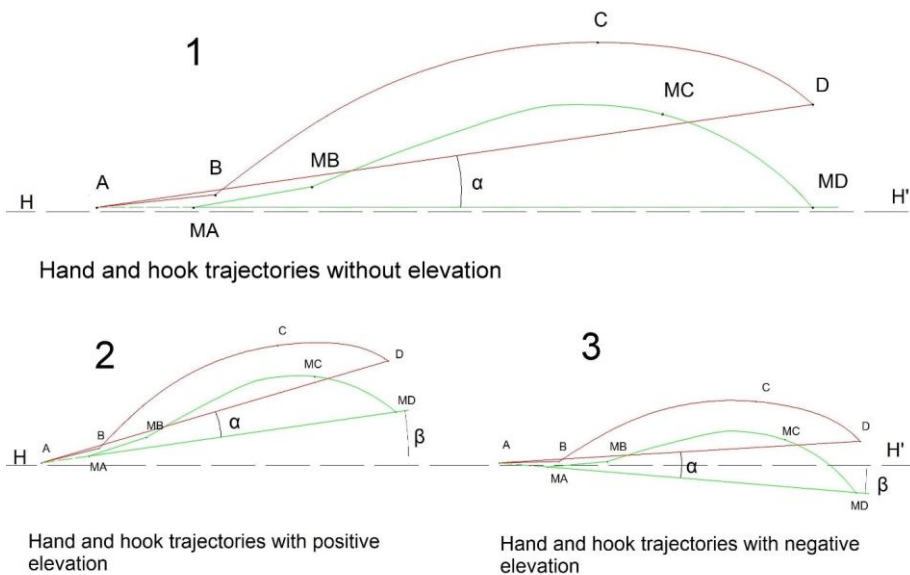 1
C
D
MC
MB
B
A
α
MD
H
H'
MA
Hand and hook trajectories without elevation
2
C
D
MC
B
MB
A
α
MD
H
MA
β
Hand and hook trajectories with positive
elevation
3
C
D
MC
A
B
MB
H'
α
MA
β
MD
Hand and hook trajectories with negative
elevation